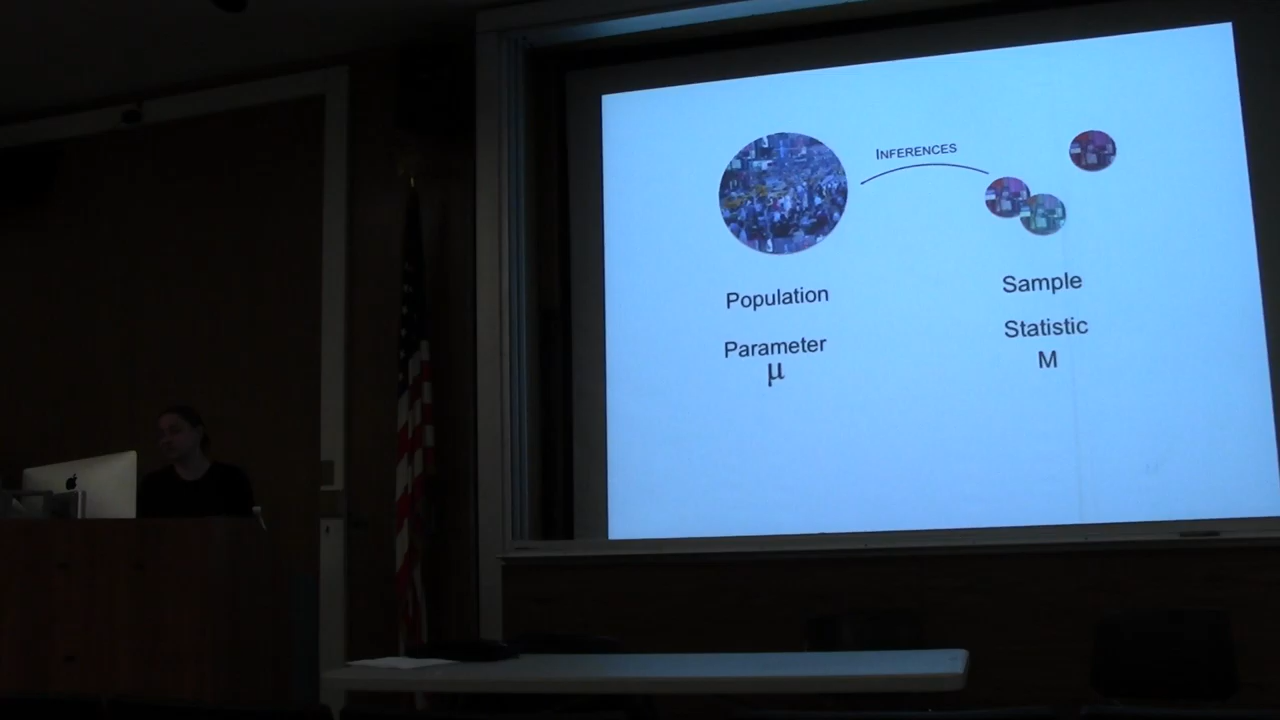 INFERENCES
Population
Sample
Parameter
Statistic
μ
M